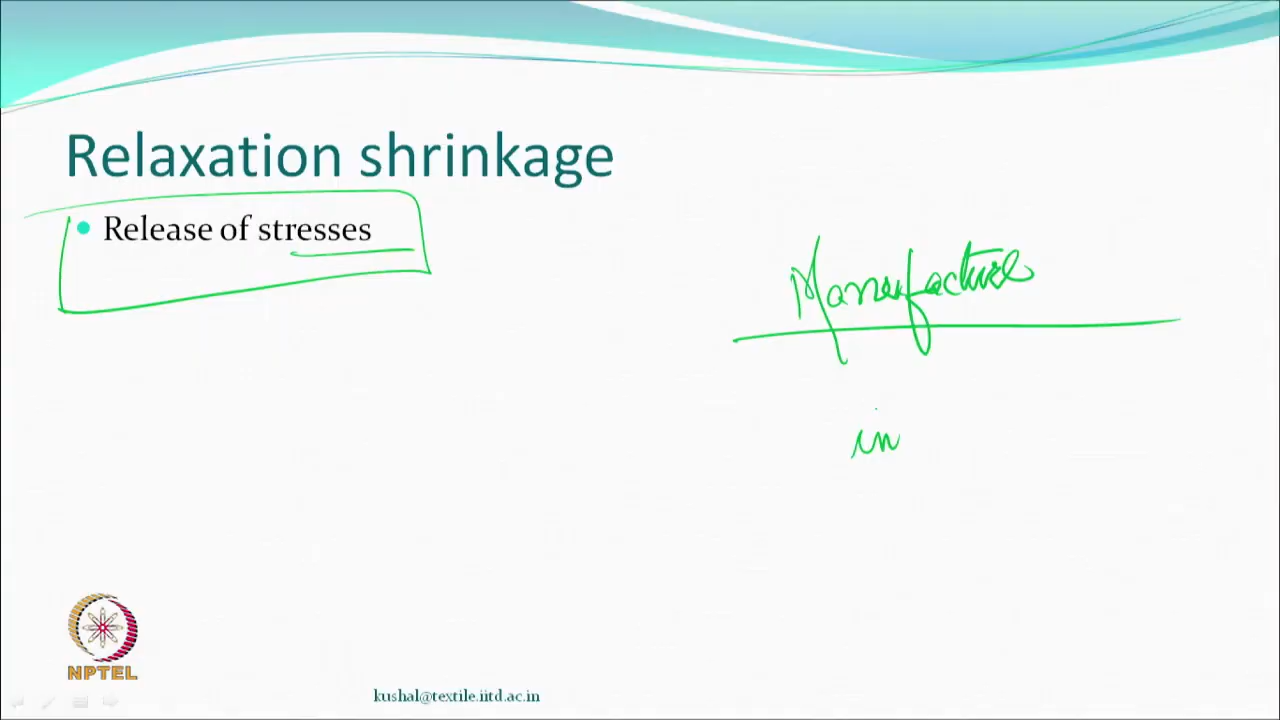 Relaxation shrinkage
• Release of stresses
Manufacture
in
NPTEL
kushal@textile.iitd.ac.in